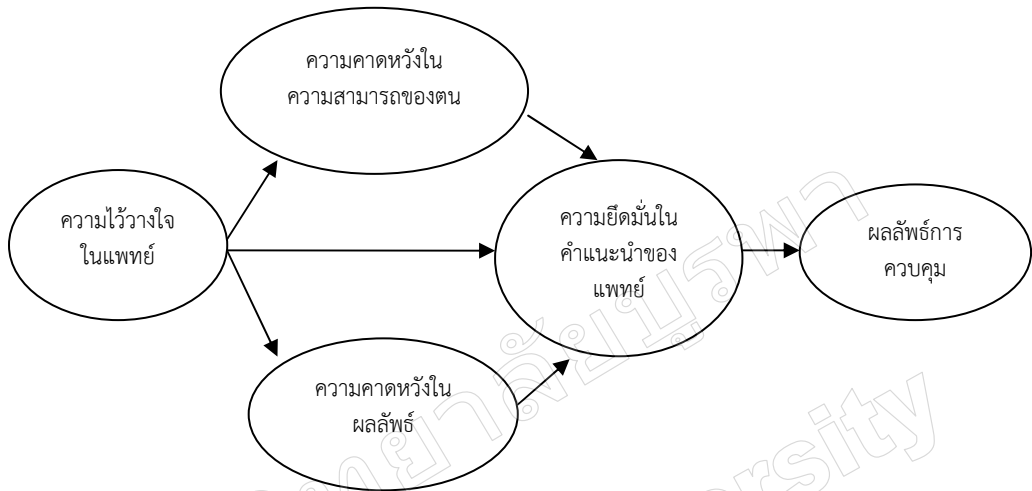 ความคาดหวังใน
ความสามารถของตน
ความไว้วางใจ
ในแพทย์
ความยึดมั่นใน
คำแนะนำของ
แพทย์
ผลลัพธ์การ
ควบคุม
ความคาดหวังใน
ผลลัพธ์